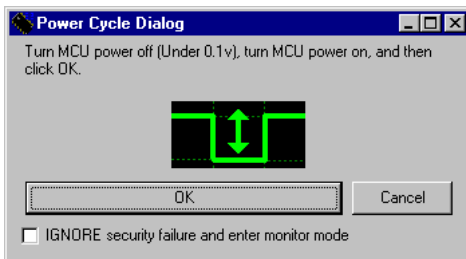 Power Cycle Dialog
Turn MCU power off (Under 0.1v), turn MCU power on, and then
click OK.
OK
Cancel
IGNORE security failure and enter monitor mode